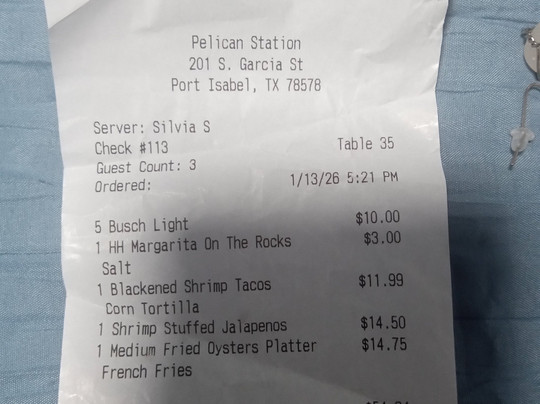 Pelican Station
201 S. Garcia St
Port Isabel, TX 78578
Server: Silvia S
Check #113 Table 35
Guest Count: 3
Ordered: 1/13/26 5:21 PM
5 Busch Light $10.00
1 HH Margarita On The Rocks $3.00
Salt
1 Blackened Shrimp Tacos $11.99
Corn Tortilla
1 Shrimp Stuffed Jalapenos $14.50
1 Medium Fried Oysters Platter $14.75
French Fries